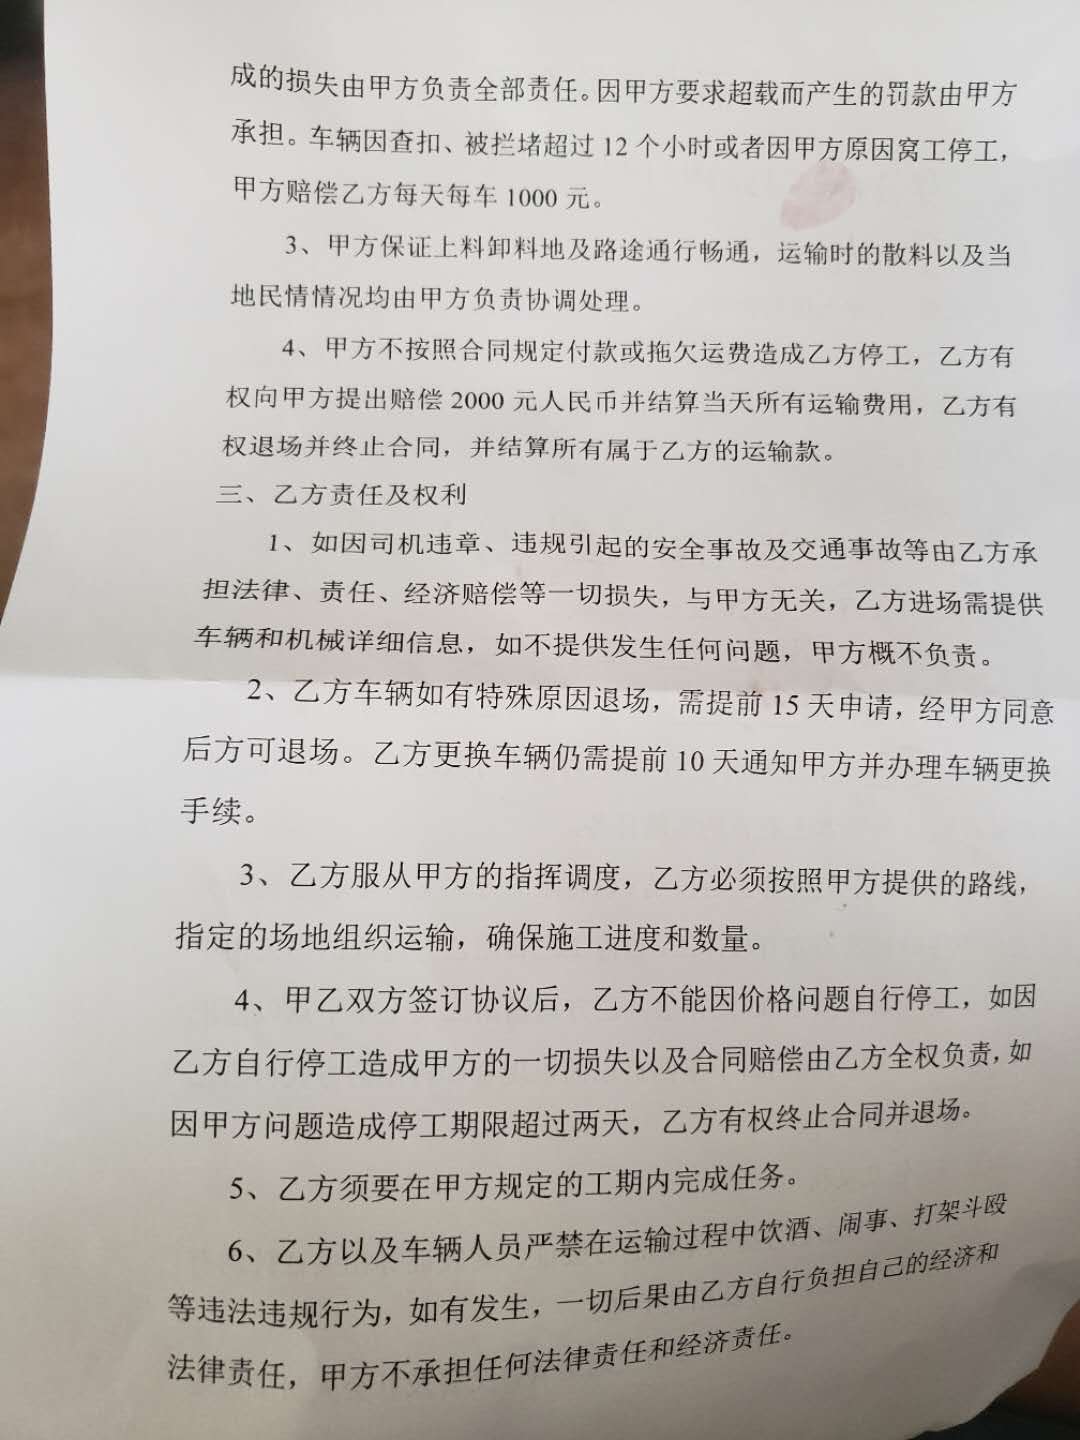 成的损失由甲方负责全部责任。因甲方要求超载而产生的罚款由甲方
承担。车辆因查扣、被拦堵超过 12 个小时或者因甲方原因窝工停工，
甲方赔偿乙方每天每车 1000 元。
3、甲方保证上料卸料地及路途通行畅通，运输时的散料以及当
地民情情况均由甲方负责协调处理。
4、甲方不按照合同规定付款或拖欠运费造成乙方停工，乙方有
权向甲方提出赔偿 2000 元人民币并结算当天所有运输费用，乙方有
权退场并终止合同，并结算所有属于乙方的运输款。
三、乙方责任及权利
1、如因司机违章、违规引起的安全事故及交通事故等由乙方承
担法律、责任、经济赔偿等一切损失，与甲方无关，乙方进场需提供
车辆和机械详细信息，如不提供发生任何问题，甲方概不负责。
2、乙方车辆如有特殊原因退场，需提前 15 天申请，经甲方同意
后方可退场。乙方更换车辆仍需提前 10 天通知甲方并办理车辆更换
手续。
3、乙方服从甲方的指挥调度，乙方必须按照甲方提供的路线，
指定的场地组织运输，确保施工进度和数量。
4、甲乙双方签订协议后，乙方不能因价格问题自行停工，如因
乙方自行停工造成甲方的一切损失以及合同赔偿由乙方全权负责，如
因甲方问题造成停工期限超过两天，乙方有权终止合同并退场。
5、乙方须要在甲方规定的工期内完成任务。
6、乙方以及车辆人员严禁在运输过程中饮酒、闹事、打架斗殴
等违法违规行为，如有发生，一切后果由乙方自行负担自己的经济和
法律责任，甲方不承担任何法律责任和经济责任。